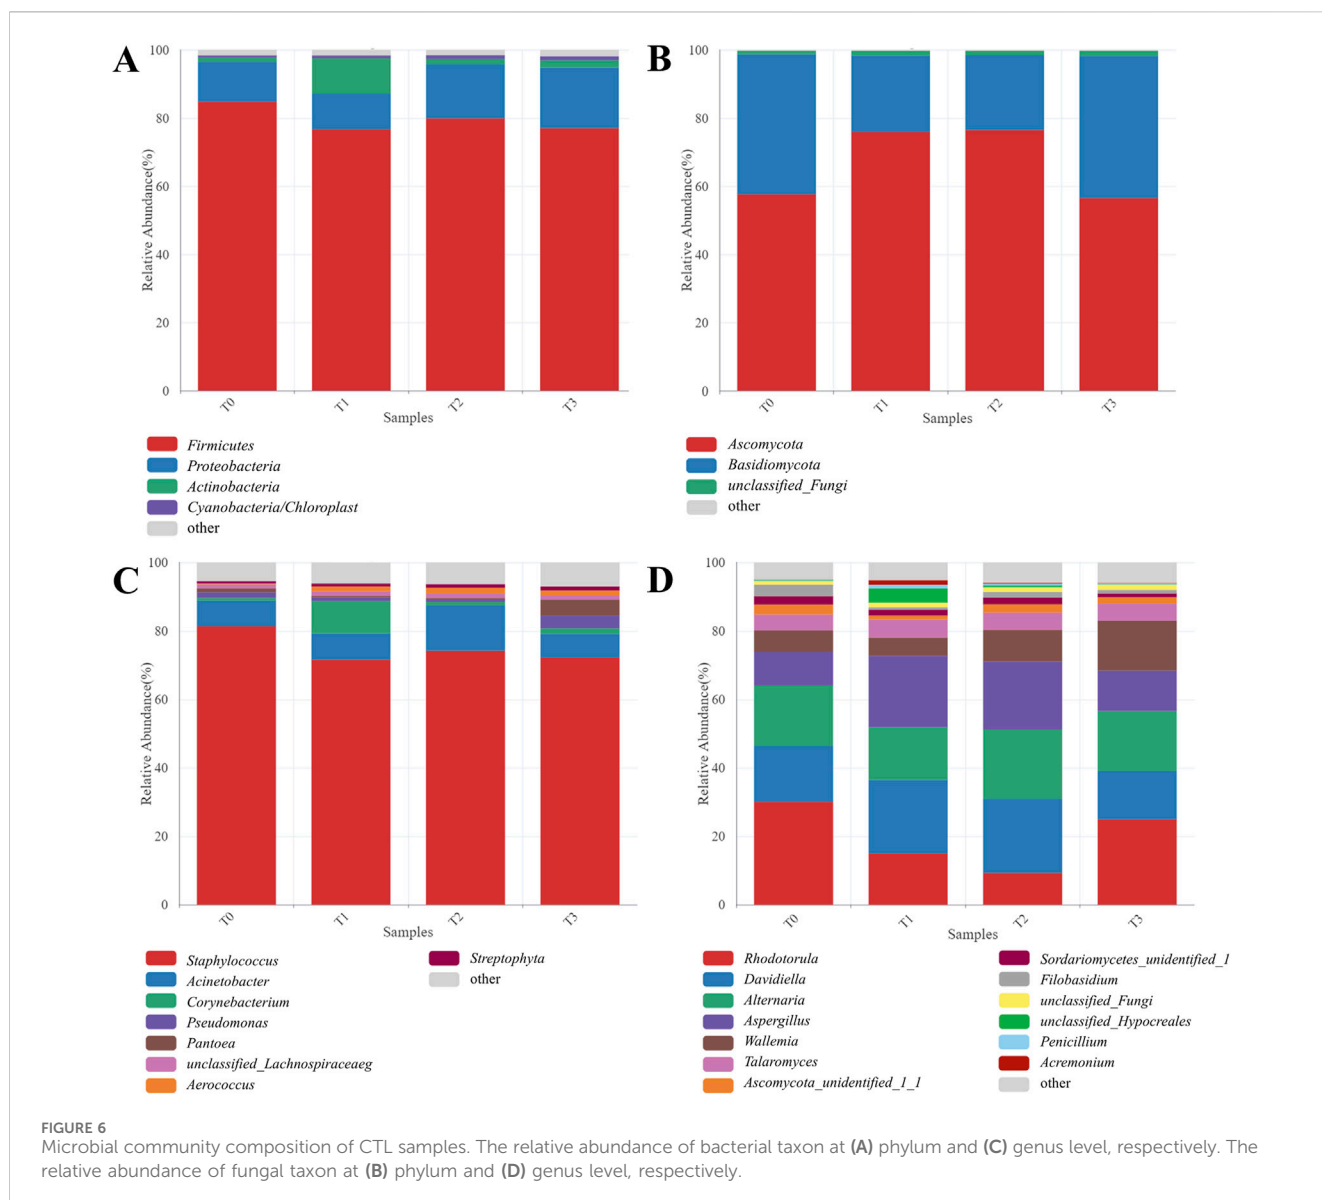 A
100
80
60
40
20
0
Relative Abundance(%)
T0
T1
T2
T3
Samples
Firmicutes
Proteobacteria
Actinobacteria
Cyanobacteria/Chloroplast
other
B
100
80
60
40
20
0
Relative Abundance(%)
T0
T1
T2
T3
Samples
Ascomycota
Basidiomycota
unclassified_Fungi
other
C
100
80
60
40
20
0
Relative Abundance(%)
T0
T1
T2
T3
Samples
Staphylococcus
Acinetobacter
Corynebacterium
Pseudomonas
Pantoea
unclassified_Lachnospiraceaeg
Aerococcus
Streptophyta
other
D
100
80
60
40
20
0
Relative Abundance(%)
T0
T1
T2
T3
Samples
Rhodotorula
Davidiella
Alternaria
Aspergillus
Wallemia
Talaromyces
Ascomycota_unidentified_1_1
Sordariomycetes_unidentified_1
Filobasidium
unclassified_Fungi
unclassified_Hypocreales
Penicillium
Acremonium
other
FIGURE 6
Microbial community composition of CTL samples. The relative abundance of bacterial taxon at (A) phylum and (C) genus level, respectively. The
relative abundance of fungal taxon at (B) phylum and (D) genus level, respectively.